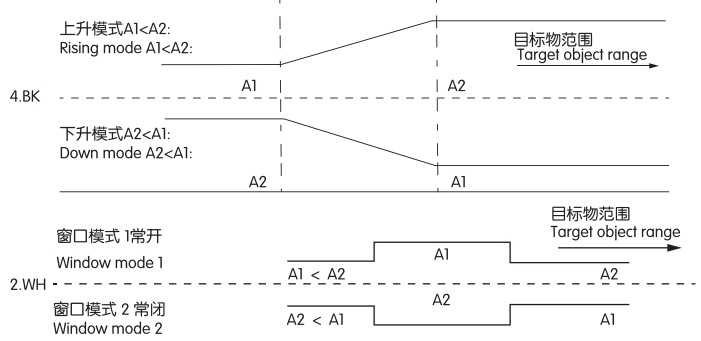 上升模式A1<A2:
Rising mode A1<A2:
目标物范围
Target object range
A1
A2
4.BK
下升模式A2<A1:
Down mode A2<A1:
A2
A1
目标物范围
Target object range
窗口模式 1常开
Window mode 1
A1
A1 < A2
A2
2.WH
窗口模式 2 常闭
Window mode 2
A2
A2 < A1
A1